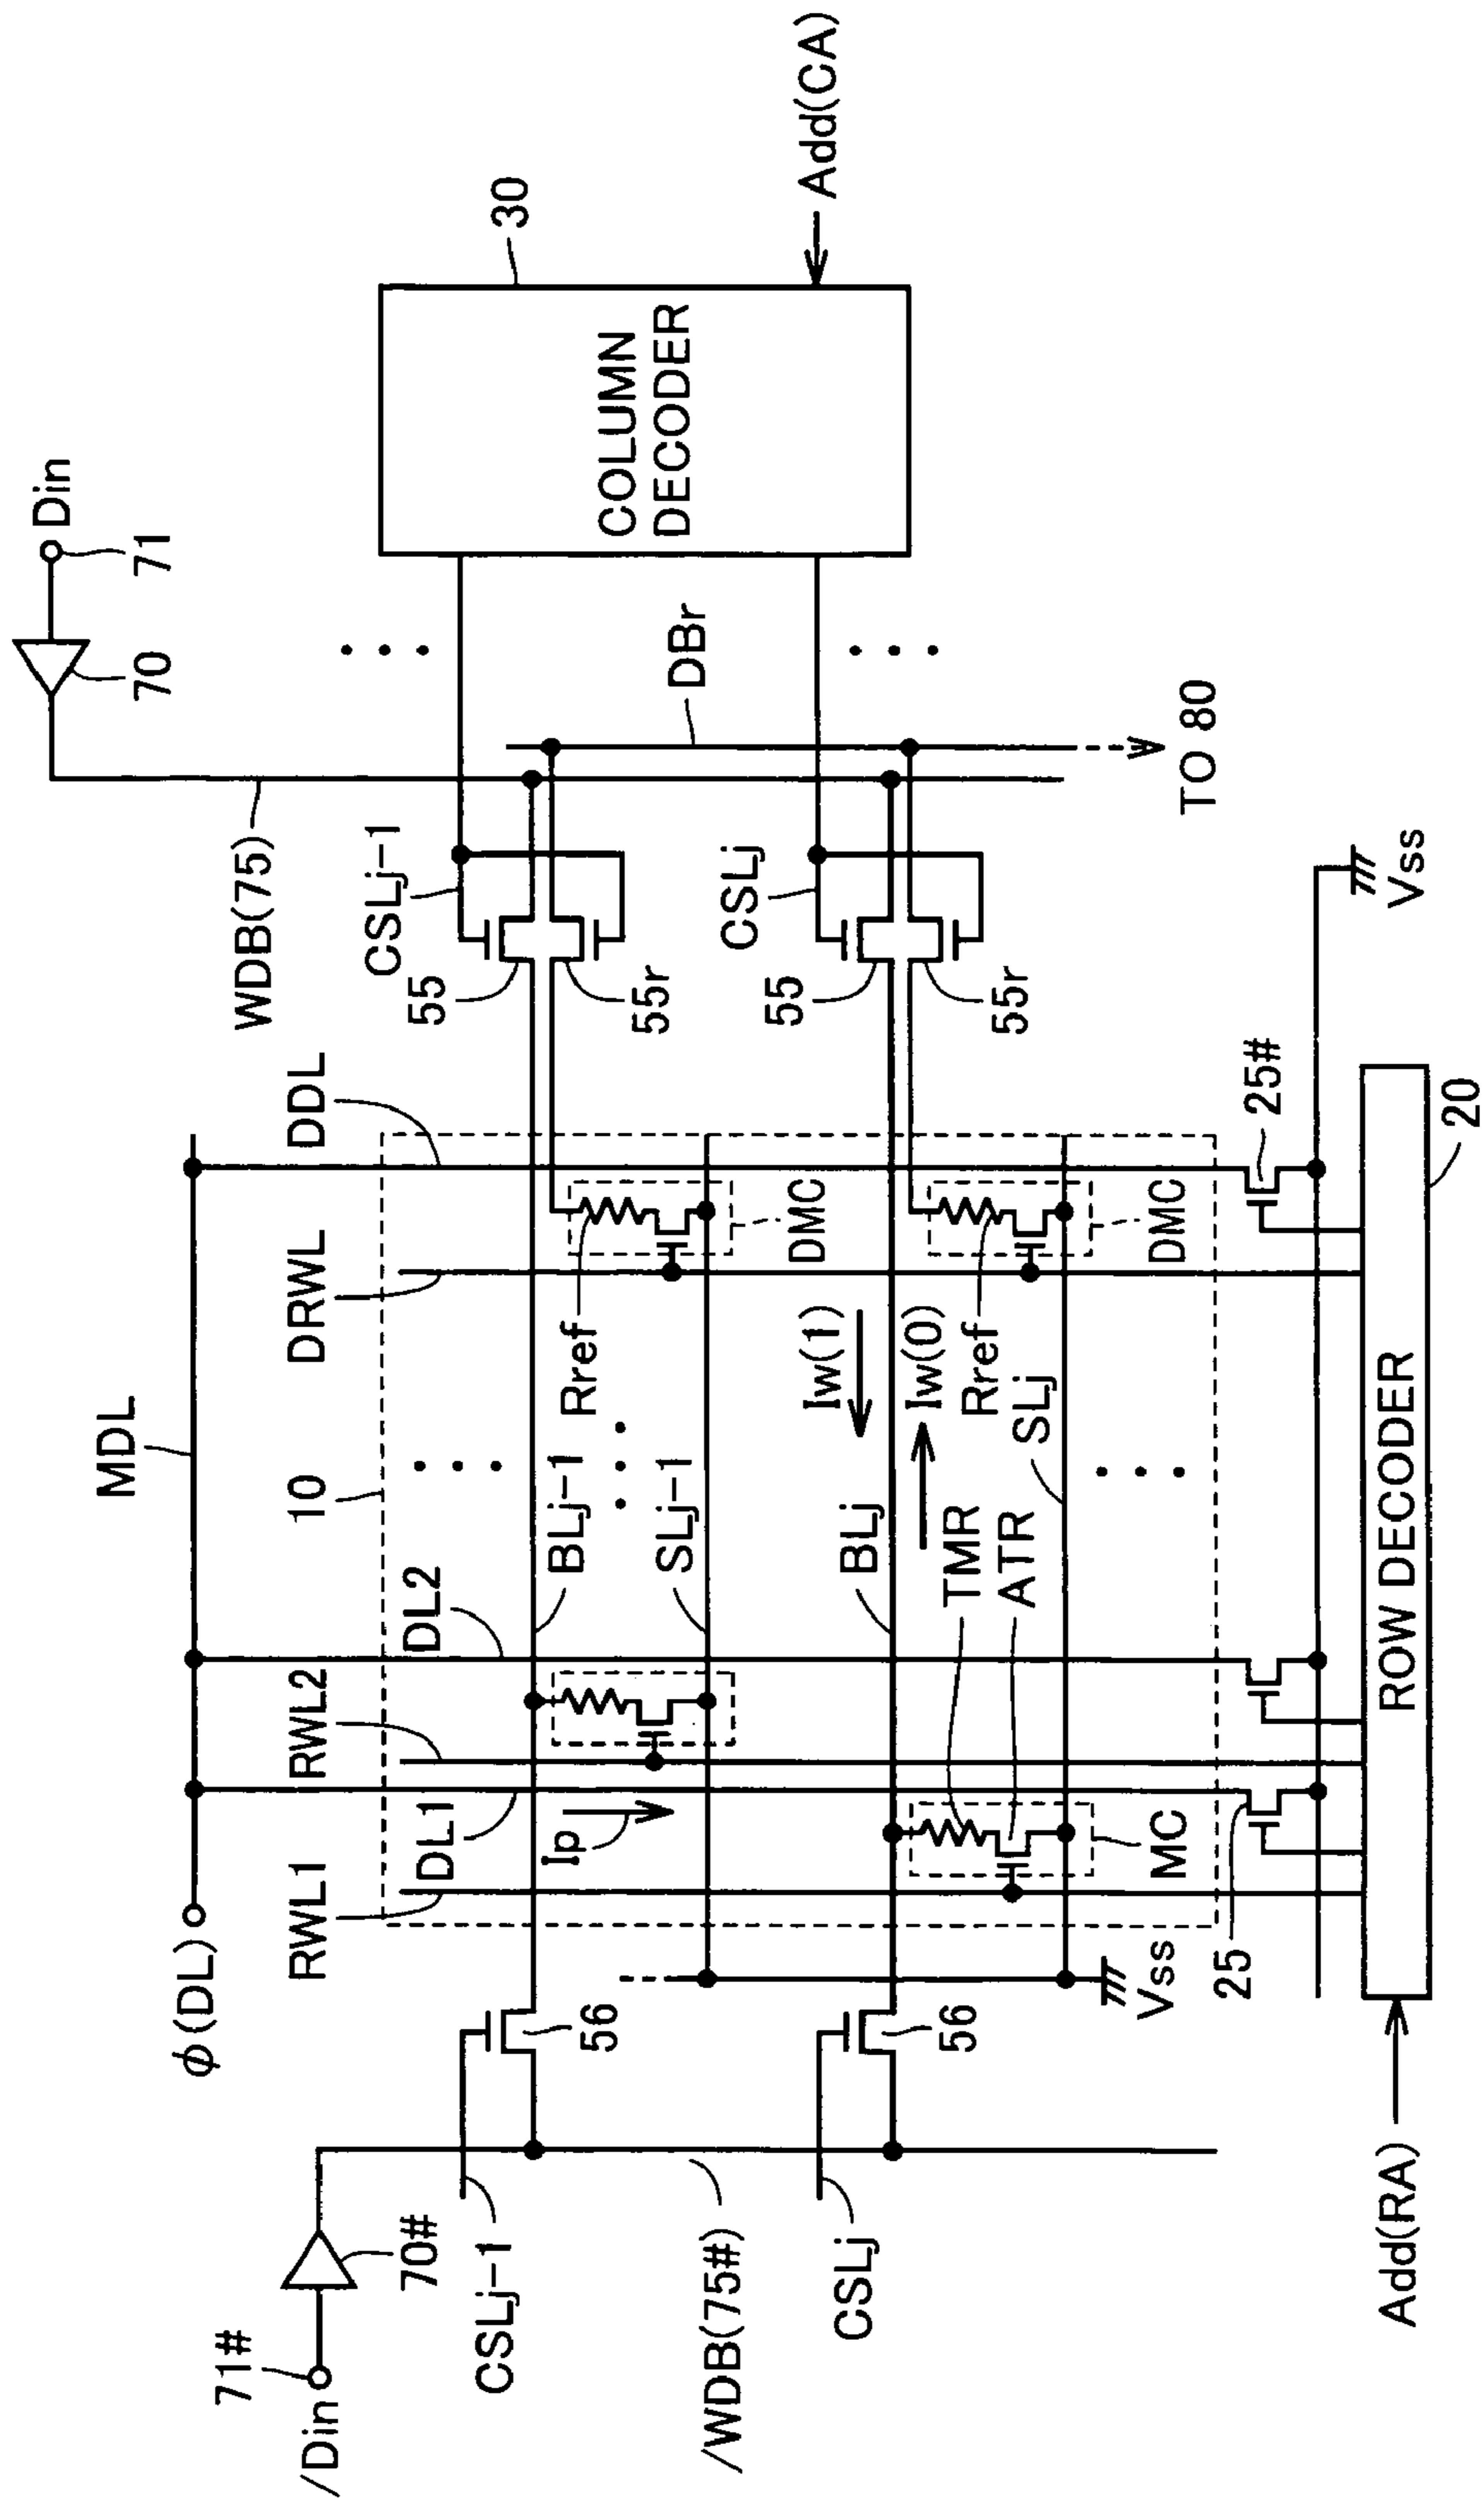 Din
71
70
WDB(75)
CSLj-1
55
55r
DBr
COLUMN
DECODER
30
Add(CA)
CSLj
55
55r
TO 80
Vss
MDL
10
DDL
DRWL
DMC
Rref
DMC
Rref
25#
20
ROW DECODER
Iw(1)
Iw(0)
BLj-1
SLj-1
BLj
SLj
TMR
ATR
DL2
RWL2
DL1
RWL1
Ip
MC
25
Vss
φ(DL)
56
56
71#
/Din
70#
CSLj-1
/WDB(75#)
CSLj
Add(RA)